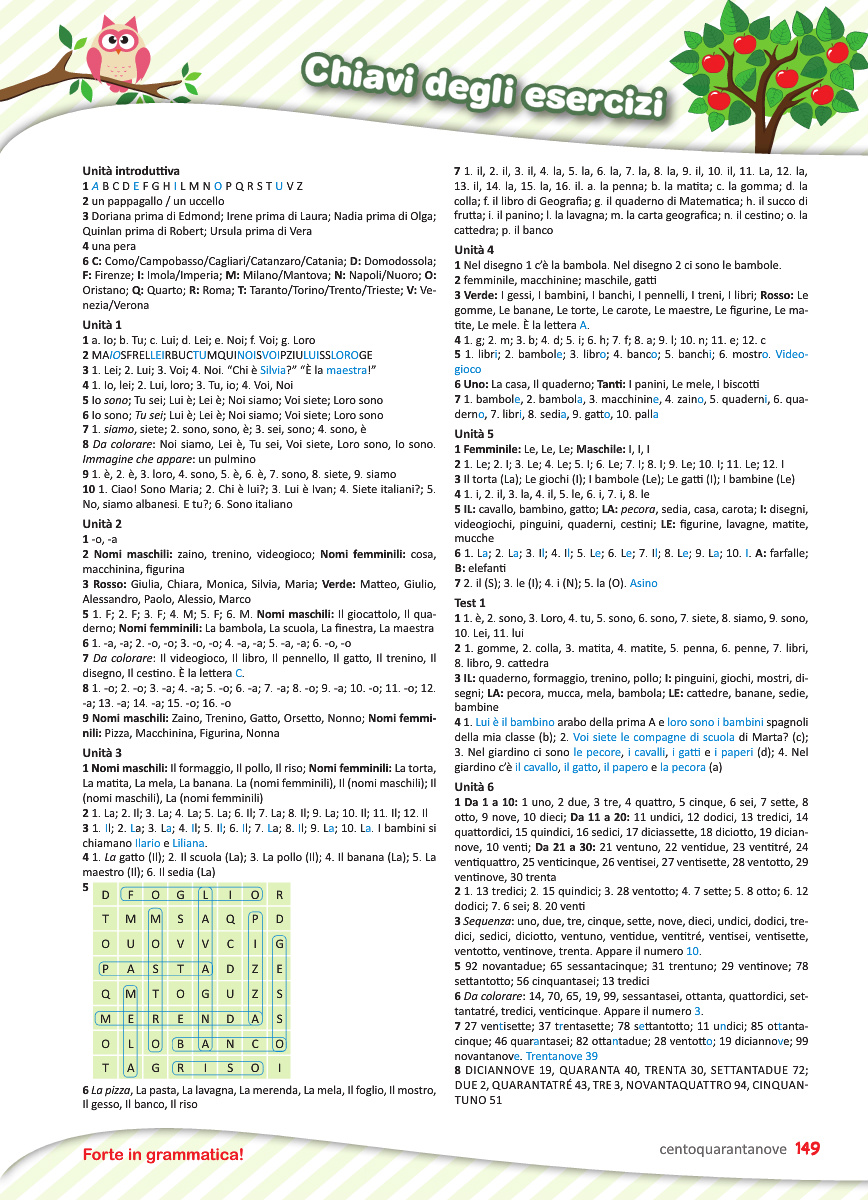 Chiavi degli esercizi
Unità introduttiva
1 A B C D E F G H I L M N O P Q R S T U V Z
2 un pappagallo / un uccello
3 Doriana prima di Edmond; Irene prima di Laura; Nadia prima di Olga;
Quinlan prima di Robert; Ursula prima di Vera
4 una pera
6 C: Como/Campobasso/Cagliari/Catanzaro/Catania; D: Domodossola;
F: Firenze; I: Imola/Imperia; M: Milano/Mantova; N: Napoli/Nuoro; O:
Oristano; Q: Quarto; R: Roma; T: Taranto/Torino/Trento/Trieste; V: Ve-
nezia/Verona
Unità 1
1 a. Io; b. Tu; c. Lui; d. Lei; e. Noi; f. Voi; g. Loro
2 MAIOSFRELLEIRBUCTUMQUINOISVOIPZIULUISSLOROGE
3 1. Lei; 2. Lui; 3. Voi; 4. Noi. “Chi è Silvia?” “È la maestra!”
4 1. Io, lei; 2. Lui, loro; 3. Tu, io; 4. Voi, Noi
5 Io sono; Tu sei; Lui è; Lei è; Noi siamo; Voi siete; Loro sono
6 Io sono; Tu sei; Lui è; Lei è; Noi siamo; Voi siete; Loro sono
7 1. siamo, siete; 2. sono, sono, è; 3. sei, sono; 4. sono, è
8 Da colorare: Noi siamo, Lei è, Tu sei, Voi siete, Loro sono, Io sono.
Immagine che appare: un pulmino
9 1. è, 2. è, 3. loro, 4. sono, 5. è, 6. è, 7. sono, 8. siete, 9. siamo
10 1. Ciao! Sono Maria; 2. Chi è lui?; 3. Lui è Ivan; 4. Siete italiani?; 5.
No, siamo albanesi. E tu?; 6. Sono italiano
Unità 2
1 -o, -a
2 Nomi maschili: zaino, trenino, videogioco; Nomi femminili: cosa,
macchinina, figurina
3 Rosso: Giulia, Chiara, Monica, Silvia, Maria; Verde: Matteo, Giulio,
Alessandro, Paolo, Alessio, Marco
5 1. F; 2. F; 3. F; 4. M; 5. F; 6. M. Nomi maschili: Il giocattolo, Il qua-
derno; Nomi femminili: La bambola, La scuola, La finestra, La maestra
6 1. -a, -a; 2. -o, -o; 3. -o, -o; 4. -a, -a; 5. -a, -a; 6. -o, -o
7 Da colorare: Il videogioco, Il libro, Il pennello, Il gatto, Il trenino, Il
disegno, Il cestino. È la lettera C.
8 1. -o; 2. -o; 3. -a; 4. -a; 5. -o; 6. -a; 7. -a; 8. -o; 9. -a; 10. -o; 11. -o; 12.
-a; 13. -a; 14. -a; 15. -o; 16. -o
9 Nomi maschili: Zaino, Trenino, Gatto, Orsetto, Nonno; Nomi femmi-
nili: Pizza, Macchinina, Figurina, Nonna
Unità 3
1 Nomi maschili: Il formaggio, Il pollo, Il riso; Nomi femminili: La torta,
La matita, La mela, La banana. La (nomi femminili), Il (nomi maschili); Il
(nomi maschili), La (nomi femminili)
2 1. La; 2. Il; 3. La; 4. La; 5. La; 6. Il; 7. La; 8. Il; 9. La; 10. Il; 11. Il; 12. Il
3 1. Il; 2. La; 3. La; 4. Il; 5. Il; 6. Il; 7. La; 8. Il; 9. La; 10. La. I bambini si
chiamano Ilario e Liliana.
4 1. La gatto (Il); 2. Il scuola (La); 3. La pollo (Il); 4. Il banana (La); 5. La
maestro (Il); 6. Il sedia (La)
5
D F O G L I O R
T M M S A Q P D
O U O V V C I G
P A S T A D Z E
Q M T O G U Z S
M E R E N D A S
O L O B A N C O
T A G R I S O I
6 La pizza, La pasta, La lavagna, La merenda, La mela, Il foglio, Il mostro,
Il gesso, Il banco, Il riso
7 1. il, 2. il, 3. il, 4. la, 5. la, 6. la, 7. la, 8. la, 9. il, 10. il, 11. La, 12. la,
13. il, 14. la, 15. la, 16. il. a. la penna; b. la matita; c. la gomma; d. la
colla; f. il libro di Geografia; g. il quaderno di Matematica; h. il succo di
frutta; i. il panino; l. la lavagna; m. la carta geografica; n. il cestino; o. la
cattedra; p. il banco
Unità 4
1 Nel disegno 1 c’è la bambola. Nel disegno 2 ci sono le bambole.
2 femminile, macchinine; maschile, gatti
3 Verde: I gessi, I bambini, I banchi, I pennelli, I treni, I libri; Rosso: Le
gomme, Le banane, Le torte, Le carote, Le maestre, Le figurine, Le ma-
tite, Le mele. È la lettera A.
4 1. g; 2. m; 3. b; 4. d; 5. i; 6. h; 7. f; 8. a; 9. l; 10. n; 11. e; 12. c
5 1. libri; 2. bambole; 3. libro; 4. banco; 5. banchi; 6. mostro. Video-
gioco
6 Uno: La casa, Il quaderno; Tanti: I panini, Le mele, I biscotti
7 1. bambole, 2. bambola, 3. macchinine, 4. zaino, 5. quaderni, 6. qua-
derno, 7. libri, 8. sedia, 9. gatto, 10. palla
Unità 5
1 Femminile: Le, Le, Le; Maschile: I, I, I
2 1. Le; 2. I; 3. Le; 4. Le; 5. I; 6. Le; 7. I; 8. I; 9. Le; 10. I; 11. Le; 12. I
3 Il torta (La); Le giochi (I); I bambole (Le); Le gatti (I); I bambine (Le)
4 1. i, 2. il, 3. la, 4. il, 5. le, 6. i, 7. i, 8. le
5 IL: cavallo, bambino, gatto; LA: pecora, sedia, casa, carota; I: disegni,
videogiochi, pinguini, quaderni, cestini; LE: figurine, lavagne, matite,
mucche
6 1. La; 2. La; 3. Il; 4. Il; 5. Le; 6. Le; 7. Il; 8. Le; 9. La; 10. I. A: farfalle;
B: elefanti
7 2. il (S); 3. le (I); 4. i (N); 5. la (O). Asino
Test 1
1 1. è, 2. sono, 3. Loro, 4. tu, 5. sono, 6. sono, 7. siete, 8. siamo, 9. sono,
10. Lei, 11. lui
2 1. gomme, 2. colla, 3. matita, 4. matite, 5. penna, 6. penne, 7. libri,
8. libro, 9. cattedra
3 IL: quaderno, formaggio, trenino, pollo; I: pinguini, giochi, mostri, di-
segni; LA: pecora, mucca, mela, bambola; LE: cattedre, banane, sedie,
bambine
4 1. Lui è il bambino arabo della prima A e loro sono i bambini spagnoli
della mia classe (b); 2. Voi siete le compagne di scuola di Marta? (c);
3. Nel giardino ci sono le pecore, i cavalli, i gatti e i paperi (d); 4. Nel
giardino c’è il cavallo, il gatto, il papero e la pecora (a)
Unità 6
1 Da 1 a 10: 1 uno, 2 due, 3 tre, 4 quattro, 5 cinque, 6 sei, 7 sette, 8
otto, 9 nove, 10 dieci; Da 11 a 20: 11 undici, 12 dodici, 13 tredici, 14
quattordici, 15 quindici, 16 sedici, 17 diciassette, 18 diciotto, 19 dician-
nove, 10 venti; Da 21 a 30: 21 ventuno, 22 ventidue, 23 ventitré, 24
ventiquattro, 25 venticinque, 26 ventisei, 27 ventisette, 28 ventotto, 29
ventinove, 30 trenta
2 1. 13 tredici; 2. 15 quindici; 3. 28 ventotto; 4. 7 sette; 5. 8 otto; 6. 12
dodici; 7. 6 sei; 8. 20 venti
3 Sequenza: uno, due, tre, cinque, sette, nove, dieci, undici, dodici, tre-
dici, sedici, diciotto, ventuno, ventidue, ventitré, ventisei, ventisette,
ventotto, ventinove, trenta. Appare il numero 10.
5 92 novantadue; 65 sessantacinque; 31 trentuno; 29 ventinove; 78
settantotto; 56 cinquantasei; 13 tredici
6 Da colorare: 14, 70, 65, 19, 99, sessantasei, ottanta, quattordici, set-
tantatré, tredici, venticinque. Appare il numero 3.
7 27 ventisette; 37 trentasette; 78 settantotto; 11 undici; 85 ottanta-
cinque; 46 quarantasei; 82 ottantadue; 28 ventotto; 19 diciannove; 99
novantanove. Trentanove 39
8 DICIANNOVE 19, QUARANTA 40, TRENTA 30, SETTANTADUE 72;
DUE 2, QUARANTATRÉ 43, TRE 3, NOVANTAQUATTRO 94, CINQUAN-
TUNO 51
Forte in grammatica!
centoquarantanove 149